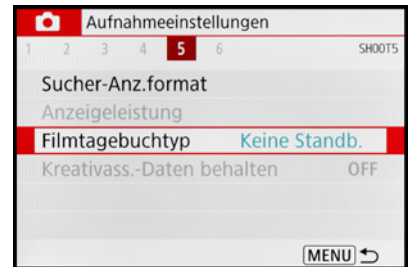 Aufnahmeeinstellungen
1 2 3 4 5 6 SHOOT5
Sucher-Anz.format
Anzeigeleistung
Filmtagebuchtyp Keine Standb.
Kreativass.-Daten behalten OFF
MENU